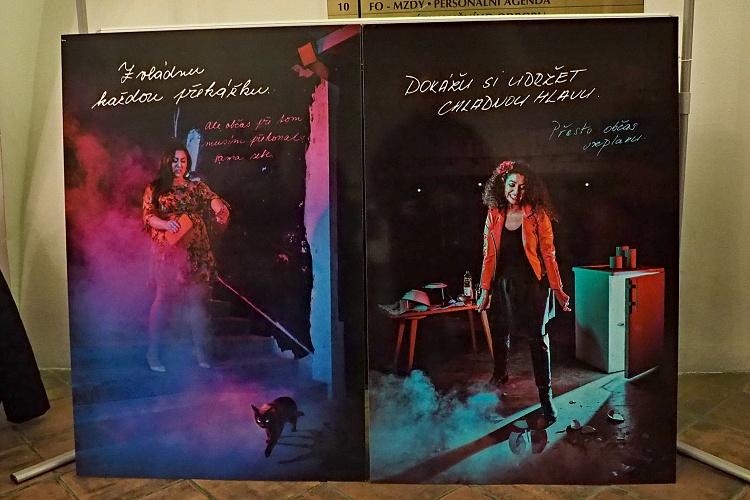 10 FO - MZDY • PERSONÁLNÍ AGENDA
Zvládnu
každou překážku.
Ale občas při tom
musím překonat
sama sebe.
DOKÁŽU SI UDRŽET
CHLADNOU HLAVU.
Přesto občas
vzplanu.